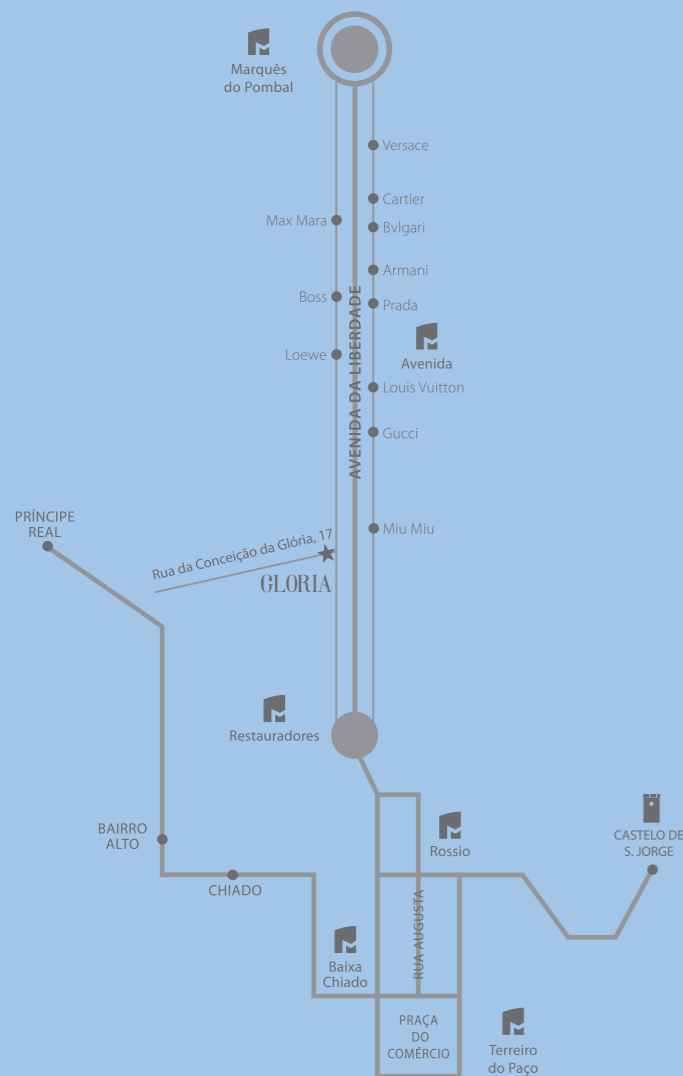 Marquês
do Pombal
Versace
Cartier
Max Mara
Bvlgari
Armani
Boss
Prada
AVENIDA DA LIBERDADE
Avenida
Loewe
Louis Vuitton
Gucci
PRÍNCIPE
REAL
Miu Miu
Rua da Conceição da Glória, 17
GLORIA
Restauradores
BAIRRO
ALTO
Rossio
CASTELO DE
S. JORGE
CHIADO
RUA AUGUSTA
Baixa
Chiado
PRAÇA
DO
COMÉRCIO
Terreiro
do Paço